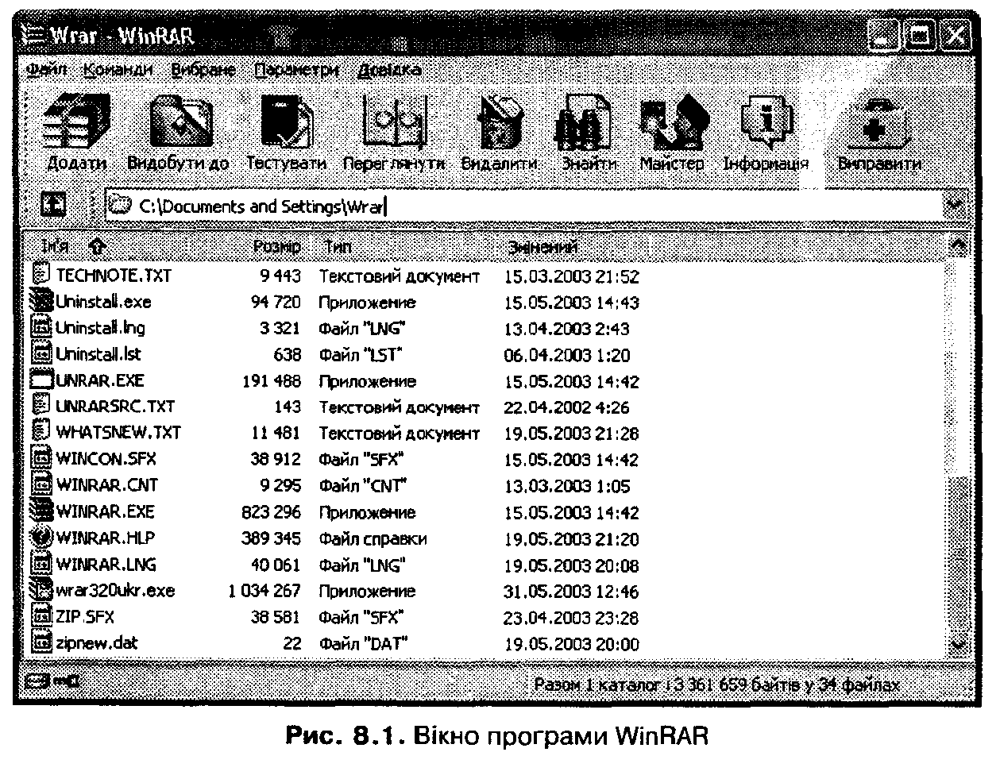 Wrar - WinRAR
Файл Команди Вибране Параметри Довідка
Додати Видобути до Тестувати Переглянути Видалити Знайти Майстер Інформація Виправити
C:\Documents and Settings\Wrar
Ім'я Розмір Тип Змінений
TECHNOTE.TXT 9 443 Текстовий документ 15.03.2003 21:52
Uninstall.exe 94 720 Приложение 15.05.2003 14:43
Uninstall.lng 3 321 Файл "LNG" 13.04.2003 2:43
Uninstall.lst 638 Файл "LST" 06.04.2003 1:20
UNRAR.EXE 191 488 Приложение 15.05.2003 14:42
UNRARSRC.TXT 143 Текстовий документ 22.04.2002 4:26
WHATSNEW.TXT 11 481 Текстовий документ 19.05.2003 21:28
WINCON.SFX 38 912 Файл "SFX" 15.05.2003 14:42
WINRAR.CNT 9 295 Файл "CNT" 13.03.2003 1:05
WINRAR.EXE 823 296 Приложение 15.05.2003 14:42
WINRAR.HLP 389 345 Файл справки 19.05.2003 21:20
WINRAR.LNG 40 061 Файл "LNG" 19.05.2003 20:08
wrar320ukr.exe 1 034 267 Приложение 31.05.2003 12:46
ZIP.SFX 38 581 Файл "SFX" 23.04.2003 23:28
zipnew.dat 22 Файл "DAT" 19.05.2003 20:00
Разом 1 каталог і 3 361 659 байтів у 34 файлах
Рис. 8.1. Вікно програми WinRAR